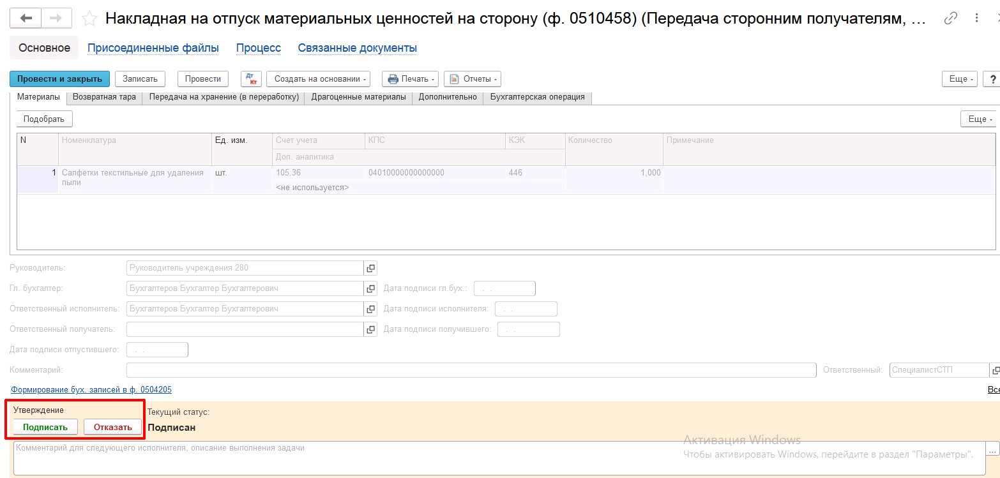 Накладная на отпуск материальных ценностей на сторону (ф. 0510458) (Передача сторонним получателям, ...
Основное Присоединенные файлы Процесс Связанные документы
Провести и закрыть Записать Провести Дт Кт Создать на основании Печать Отчеты Еще ?
Материалы Возвратная тара Передача на хранение (в переработку) Драгоценные материалы Дополнительно Бухгалтерская операция
Подобрать Еще
N Номенклатура Ед. изм. Счет учета КПС КЭК Количество Примечание
Доп. аналитика
1 Салфетки текстильные для удаления шт. 105.36 04010000000000000 446 1,000
пыли <не используется>
Руководитель: Руководитель учреждения 280
Гл. бухгалтер: Бухгалтеров Бухгалтер Бухгалтерович Дата подписи гл.бух.: . .
Ответственный исполнитель: Бухгалтеров Бухгалтер Бухгалтерович Дата подписи исполнителя: . .
Ответственный получатель: Дата подписи получившего: . .
Дата подписи отпустившего: . .
Комментарий: Ответственный: СпециалистСТП
Формирование бух. записей в ф. 0504205 Все
Утверждение Текущий статус:
Подписать Отказать Подписан
Активация Windows
Комментарий для следующего исполнителя, описание выполнения задачи ...
Чтобы активировать Windows, перейдите в раздел "Параметры".